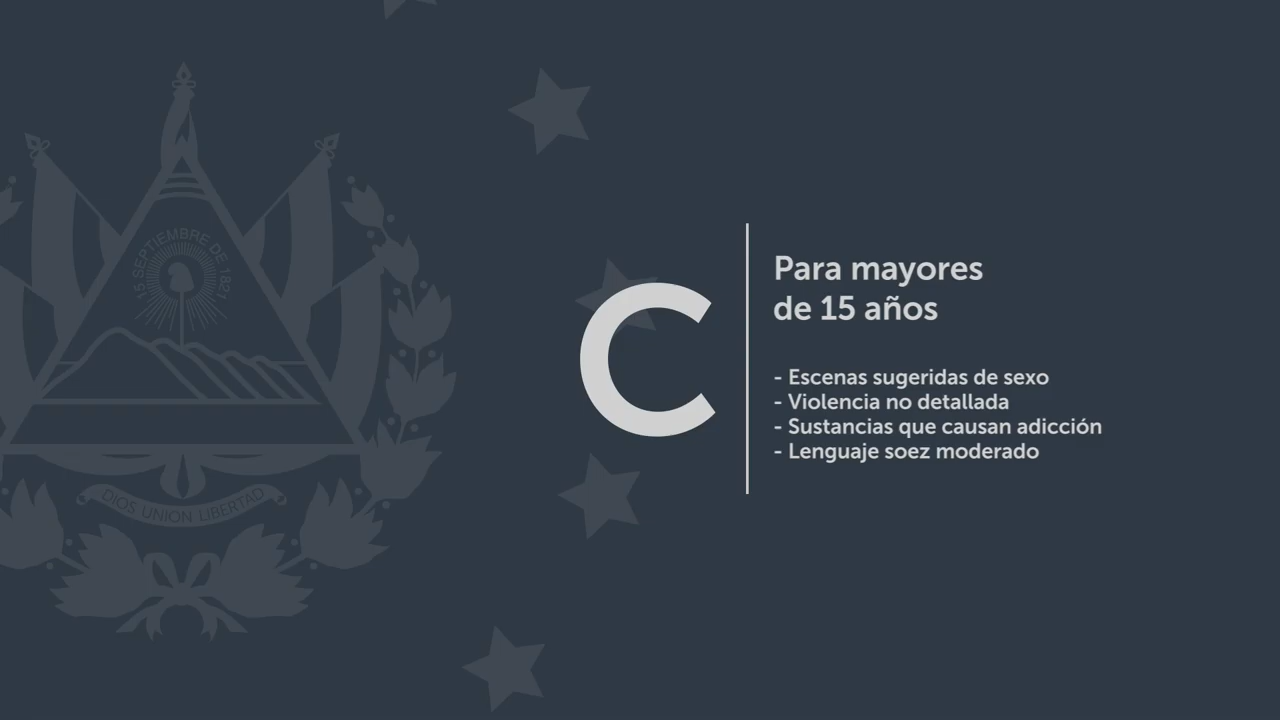 15 SEPTIEMBRE DE 1821
DIOS UNION LIBERTAD
C
Para mayores
de 15 años
- Escenas sugeridas de sexo
- Violencia no detallada
- Sustancias que causan adicción
- Lenguaje soez moderado